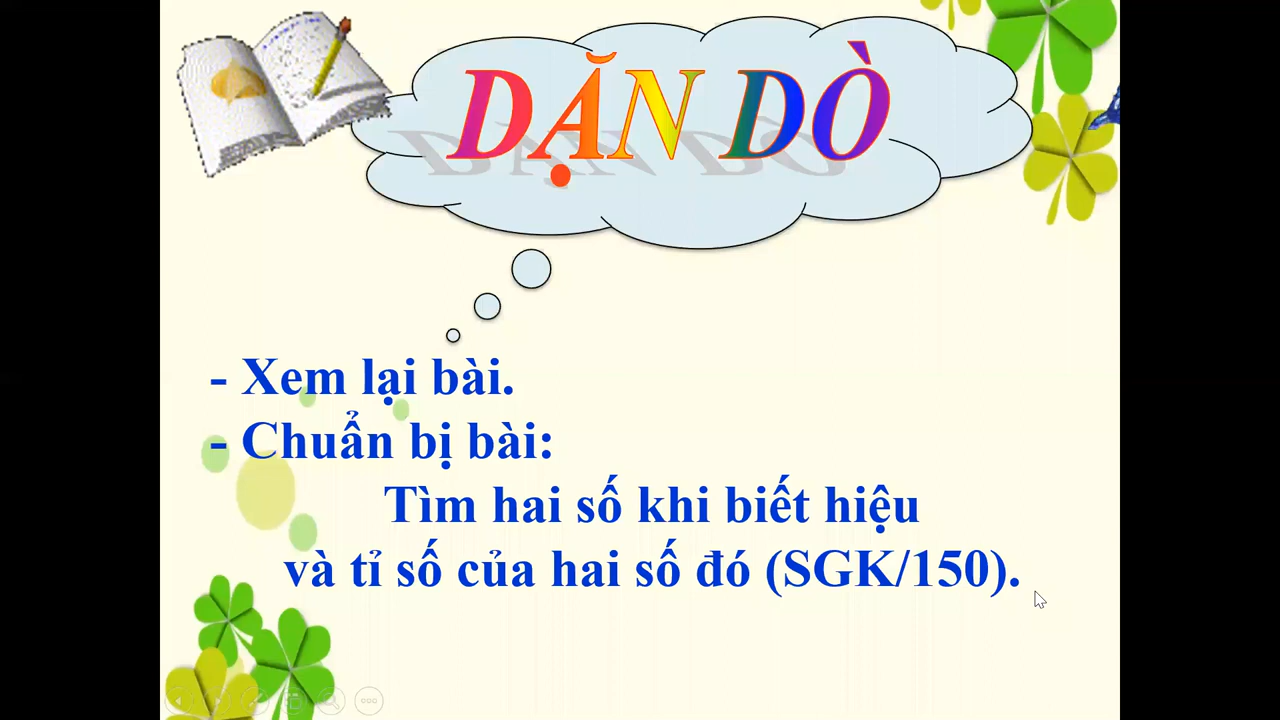 DẶN DÒ
- Xem lại bài.
- Chuẩn bị bài:
Tìm hai số khi biết hiệu
và tỉ số của hai số đó (SGK/150).